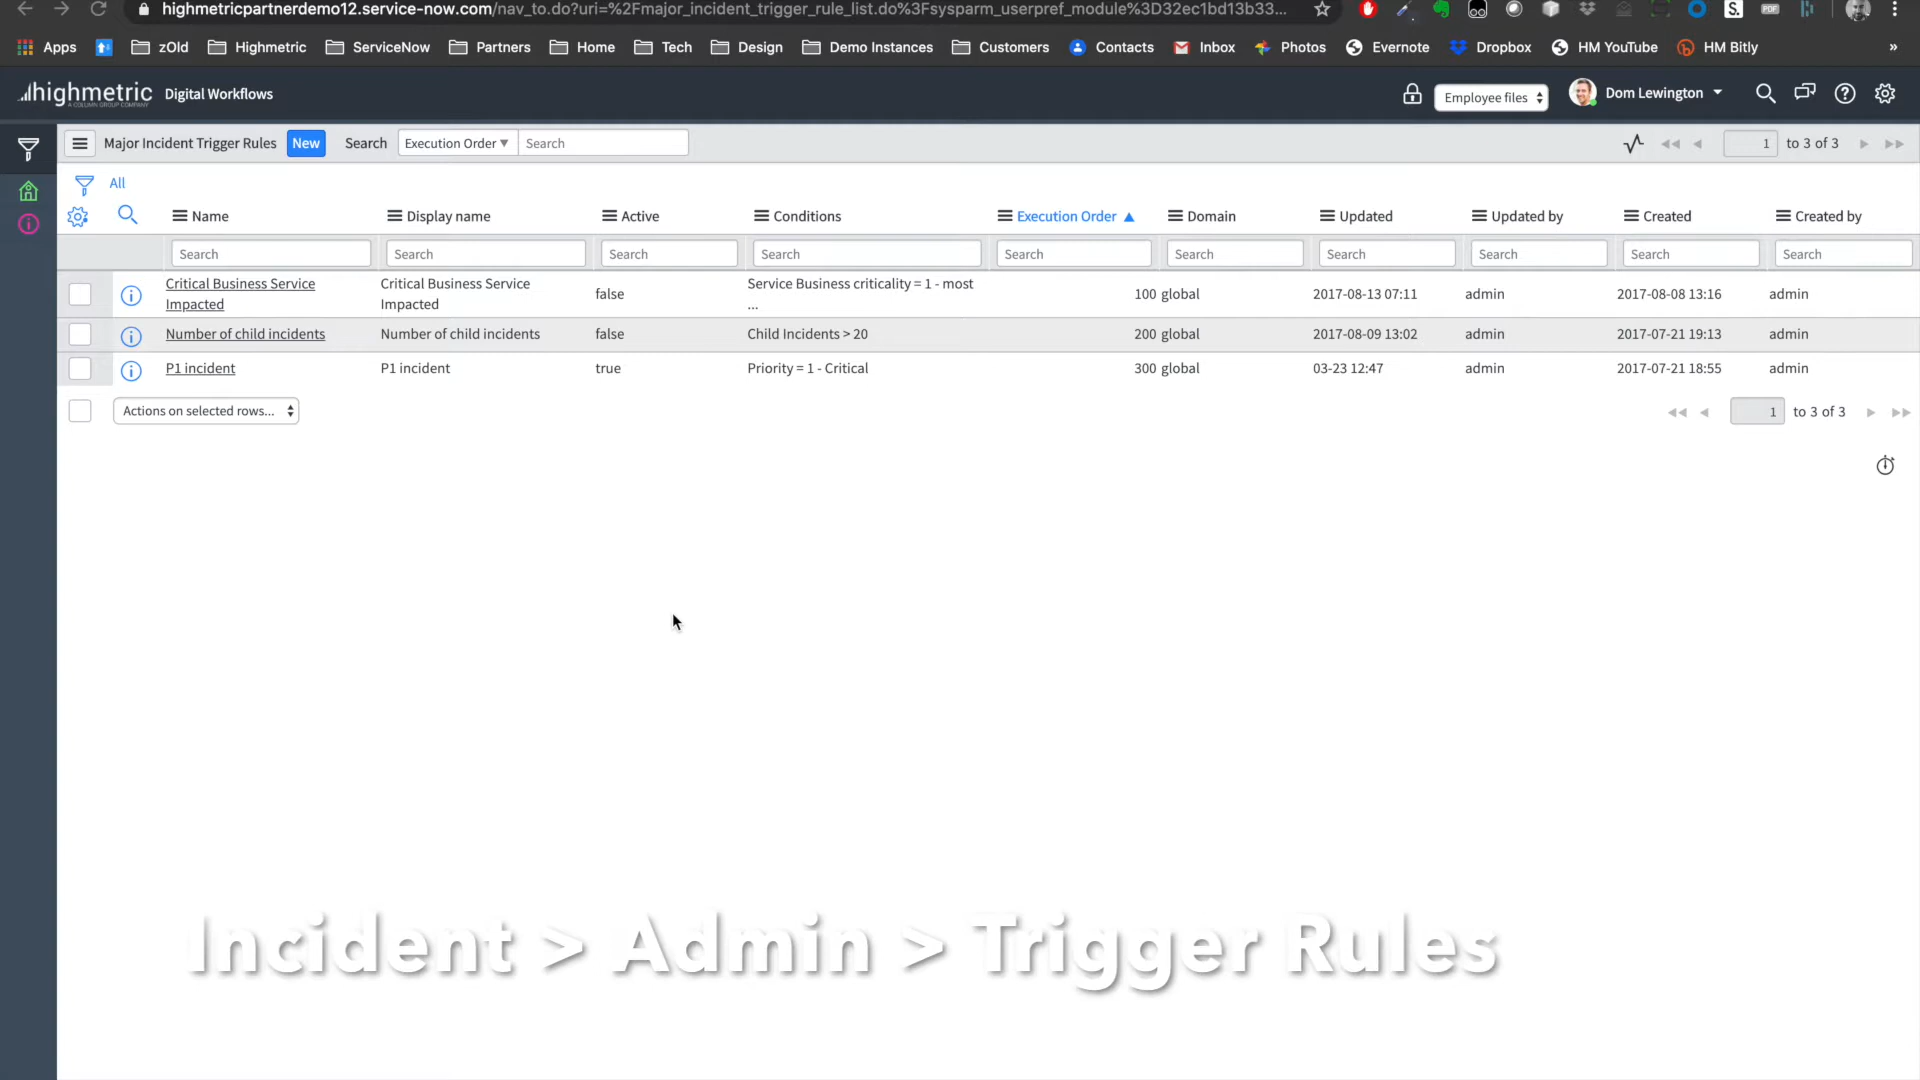 highmetricpartnerdemo12.service-now.com/nav_to.do?uri=%2Fmajor_incident_trigger_rule_list.do%3Fsysparm_userpref_module%3D32ec1bd13b33...
Apps zOld Highmetric ServiceNow Partners Home Tech Design Demo Instances Customers Contacts Inbox Photos Evernote Dropbox HM YouTube HM Bitly »
highmetric Digital Workflows Employee files Dom Lewington
A COLUMN GROUP COMPANY
Major Incident Trigger Rules New Search Execution Order Search 1 to 3 of 3
All
Name Display name Active Conditions Execution Order Domain Updated Updated by Created Created by
Search Search Search Search Search Search Search Search Search Search
Critical Business Service Impacted Critical Business Service Impacted false Service Business criticality = 1 - most ... 100 global 2017-08-13 07:11 admin 2017-08-08 13:16 admin
Number of child incidents Number of child incidents false Child Incidents > 20 200 global 2017-08-09 13:02 admin 2017-07-21 19:13 admin
P1 incident P1 incident true Priority = 1 - Critical 300 global 03-23 12:47 admin 2017-07-21 18:55 admin
Actions on selected rows... 1 to 3 of 3
Incident > Admin > Trigger Rules